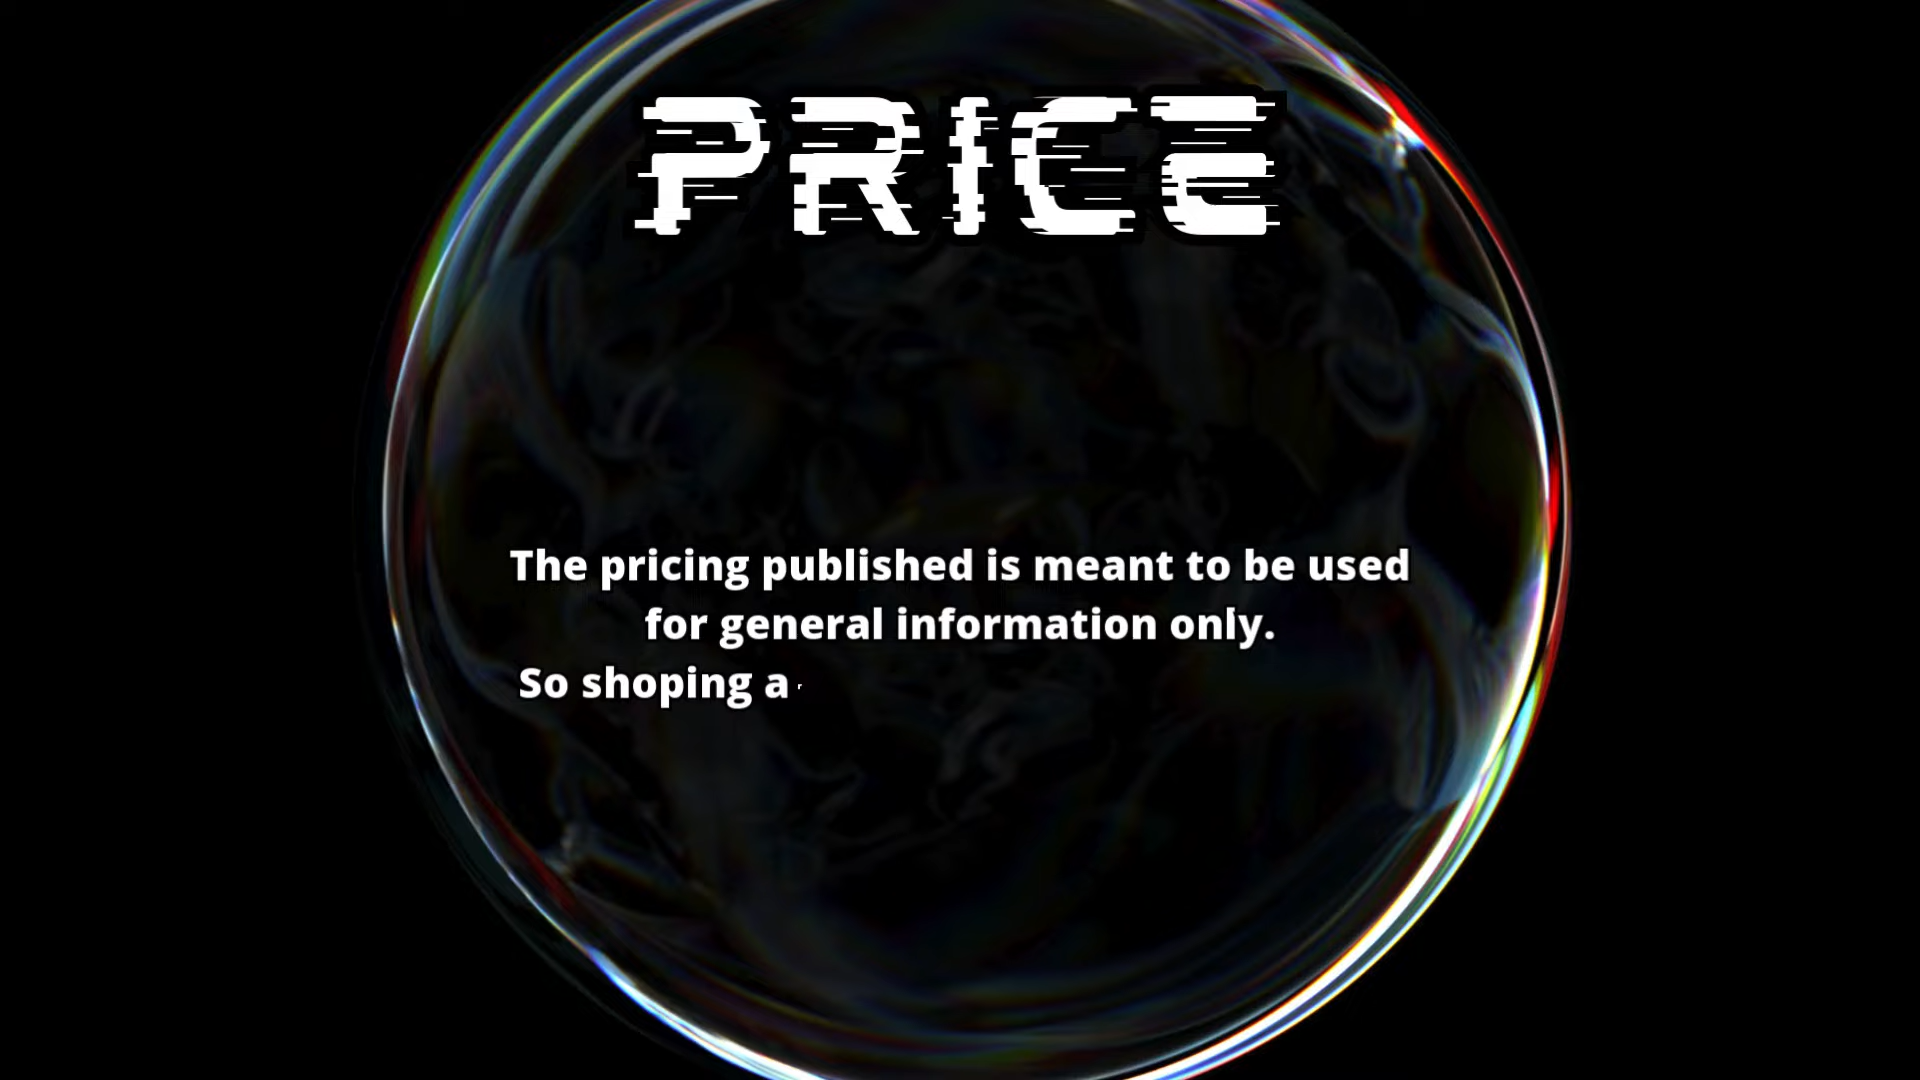 PRICE
The pricing published is meant to be used
for general information only.
So shoping a